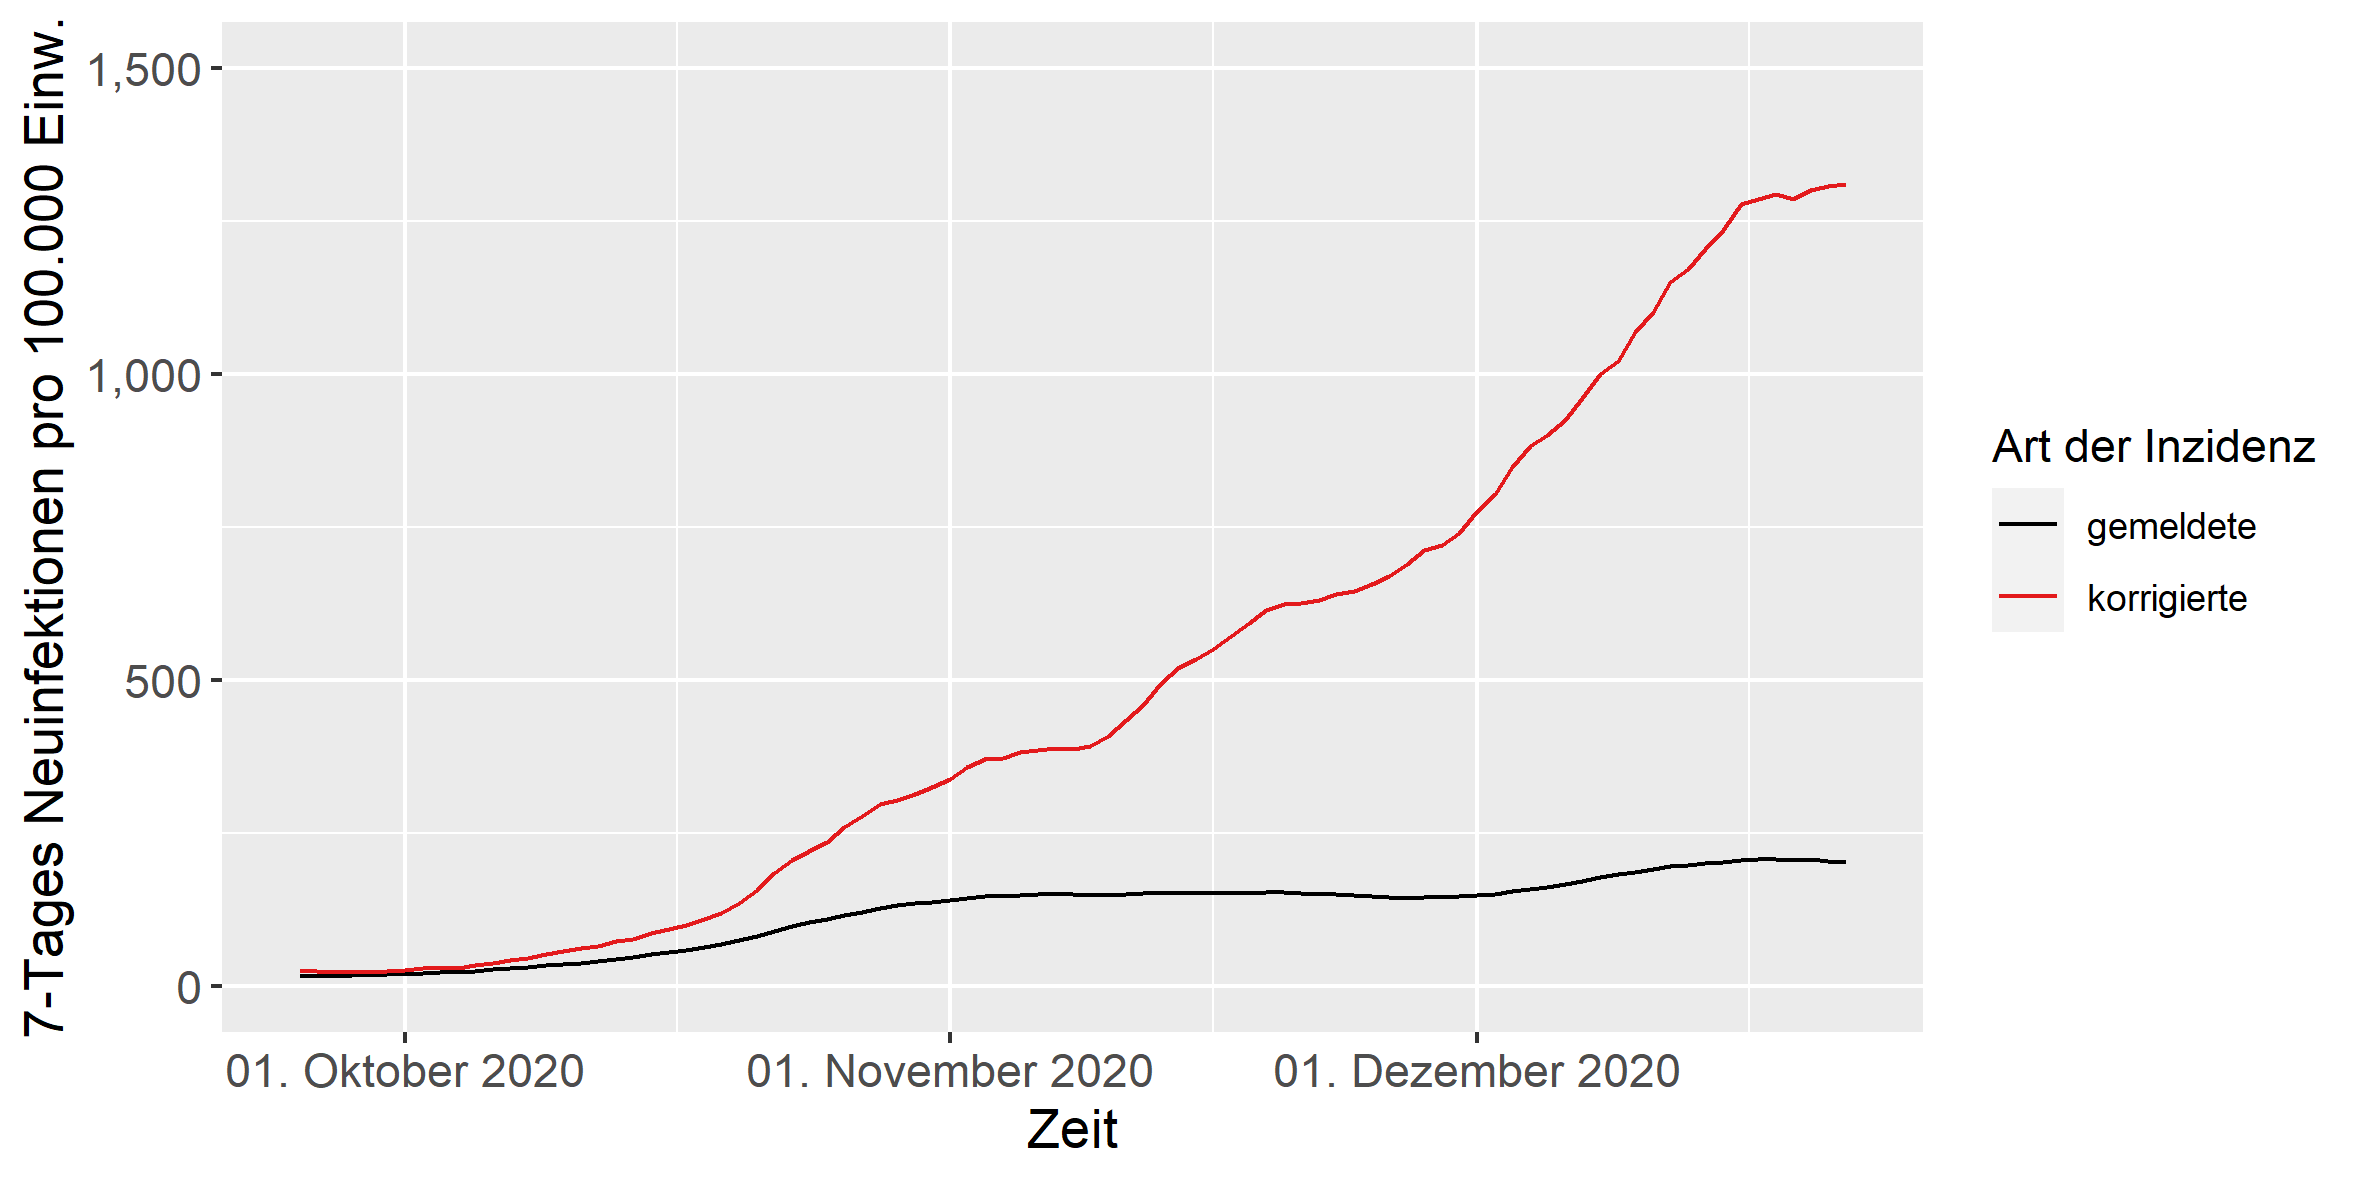 7-Tages Neuinfektionen pro 100.000 Einw.
1,500
1,000
500
0
01. Oktober 2020
01. November 2020
01. Dezember 2020
Zeit
Art der Inzidenz
gemeldete
korrigierte